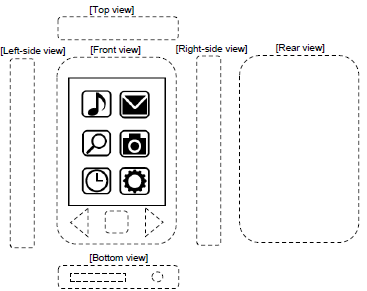 [Top view]
[Left-side view]
[Front view]
[Right-side view]
[Rear view]
[Bottom view]